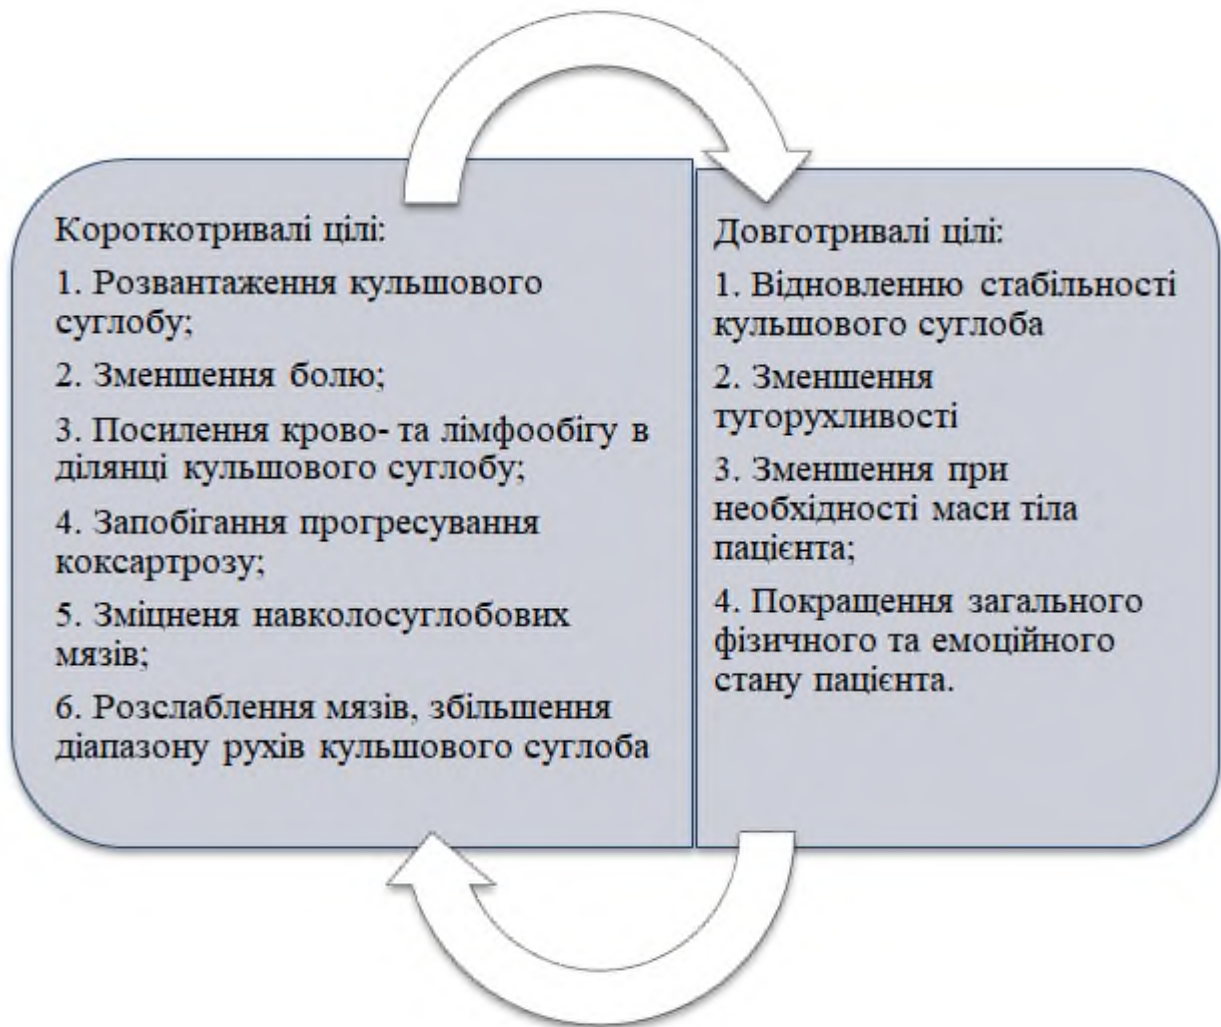 Короткотривалі цілі:
1. Розвантаження кульшового
суглобу;
2. Зменшення болю;
3. Посилення крово- та лімфообігу в
ділянці кульшового суглобу;
4. Запобігання прогресування
коксартрозу;
5. Зміцненя навколосуглобових
мязів;
6. Розслаблення мязів, збільшення
діапазону рухів кульшового суглоба
Довготривалі цілі:
1. Відновленню стабільності
кульшового суглоба
2. Зменшення
тугорухливості
3. Зменшення при
необхідності маси тіла
пацієнта;
4. Покращення загального
фізичного та емоційного
стану пацієнта.